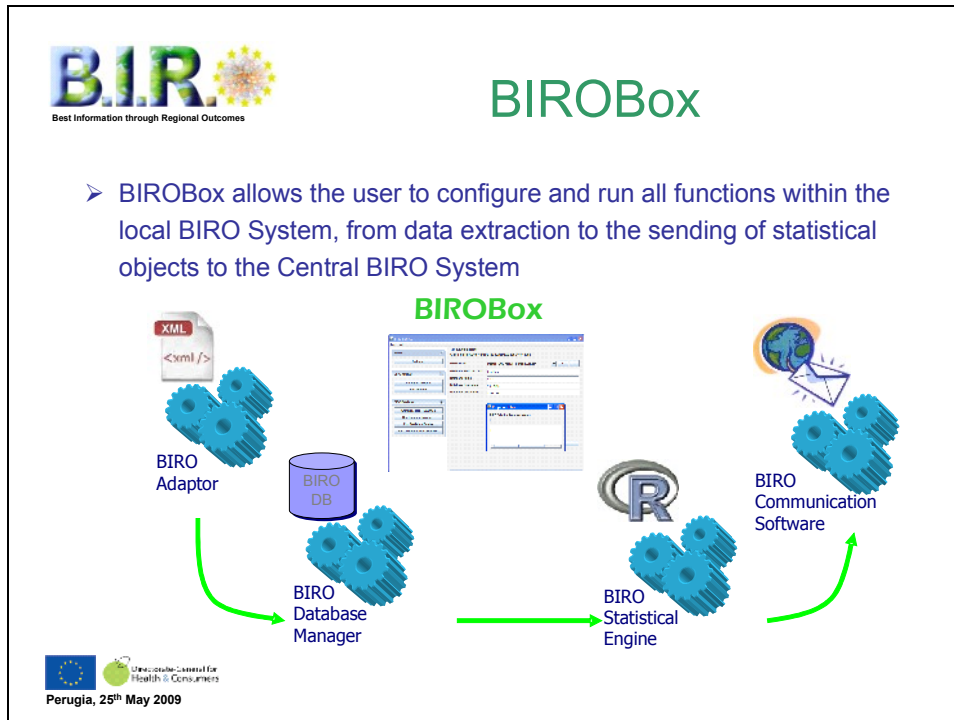 B.I.R.
Best Information through Regional Outcomes
BIROBox
➢ BIROBox allows the user to configure and run all functions within the
local BIRO System, from data extraction to the sending of statistical
objects to the Central BIRO System
BIROBox
XML
<xml />
BIRO
Adaptor
BIRO
DB
BIRO
Database
Manager
R
BIRO
Statistical
Engine
BIRO
Communication
Software
Directorate-General for
Health & Consumers
Perugia, 25th May 2009